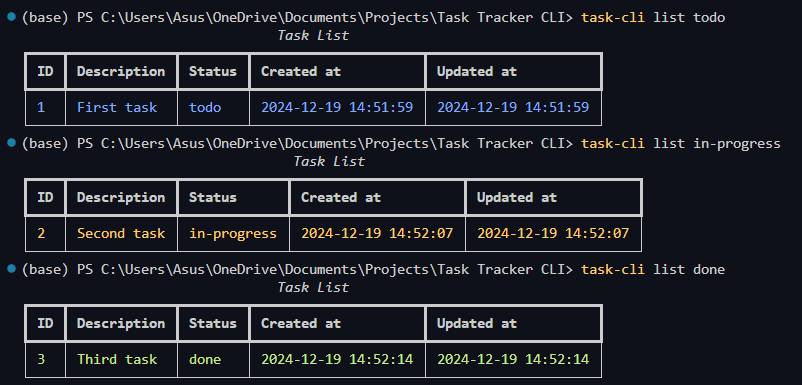 (base) PS C:\Users\Asus\OneDrive\Documents\Projects\Task Tracker CLI> task-cli list todo
Task List
ID Description Status Created at Updated at
1 First task todo 2024-12-19 14:51:59 2024-12-19 14:51:59
(base) PS C:\Users\Asus\OneDrive\Documents\Projects\Task Tracker CLI> task-cli list in-progress
Task List
ID Description Status Created at Updated at
2 Second task in-progress 2024-12-19 14:52:07 2024-12-19 14:52:07
(base) PS C:\Users\Asus\OneDrive\Documents\Projects\Task Tracker CLI> task-cli list done
Task List
ID Description Status Created at Updated at
3 Third task done 2024-12-19 14:52:14 2024-12-19 14:52:14